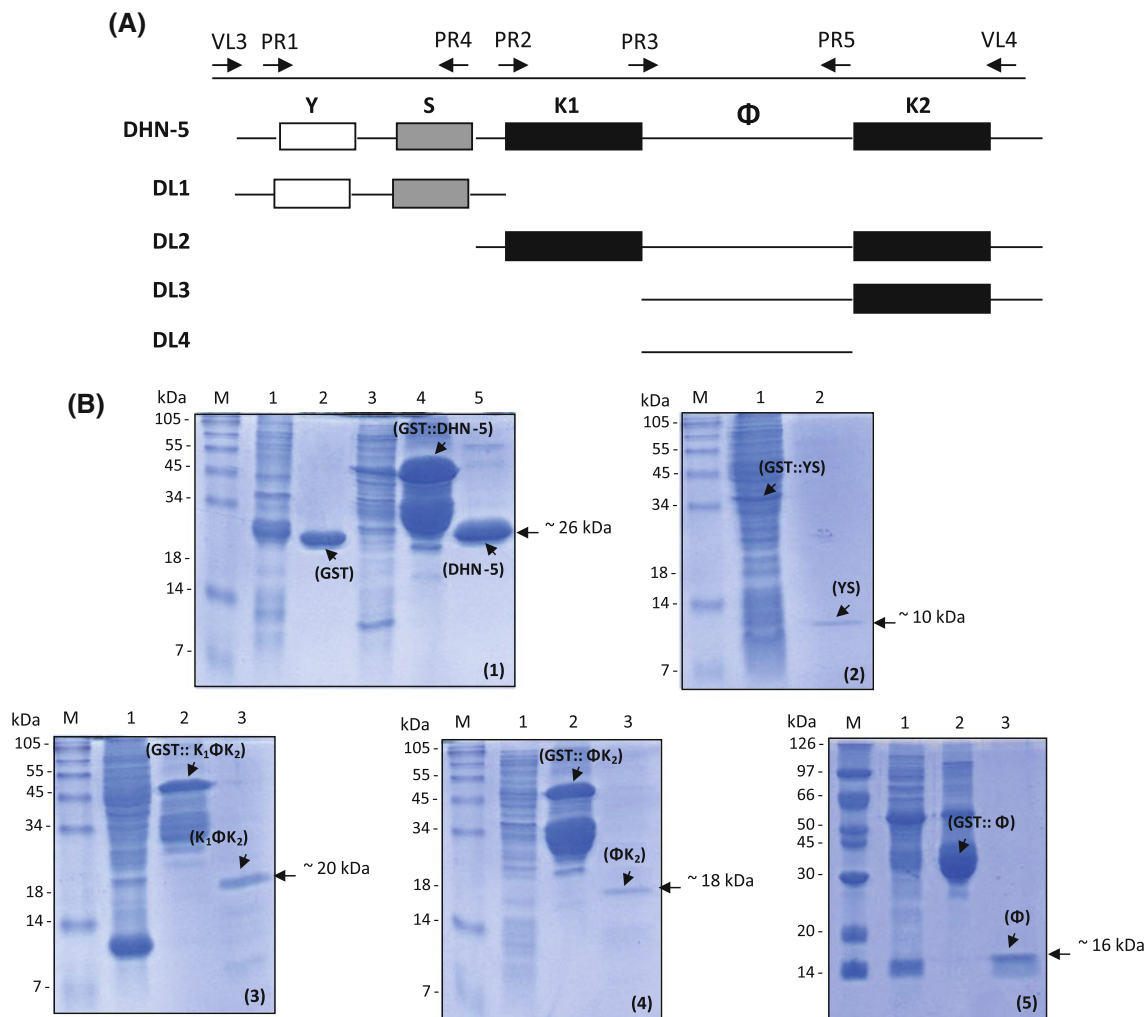 (A)
VL3 PR1 PR4 PR2 PR3 PR5 VL4
Y S K1 Φ K2
DHN-5
DL1
DL2
DL3
DL4
(B)
kDa M 1 2 3 4 5
105 -
55 -
45 -
34 -
18 -
14 -
7 -
(GST::DHN-5)
(GST)
(DHN-5)
~ 26 kDa
(1)
kDa M 1 2
105 -
55 -
45 -
34 -
18 -
14 -
7 -
(GST::YS)
(YS)
~ 10 kDa
(2)
kDa M 1 2 3
105 -
55 -
45 -
34 -
18 -
14 -
7 -
(GST:: K₁ΦK₂)
(K₁ΦK₂)
~ 20 kDa
(3)
kDa M 1 2 3
105 -
55 -
45 -
34 -
18 -
14 -
7 -
(GST:: ΦK₂)
(ΦK₂)
~ 18 kDa
(4)
kDa M 1 2 3
126 -
97 -
66 -
50 -
45 -
30 -
20 -
14 -
(GST:: Φ)
(Φ)
~ 16 kDa
(5)